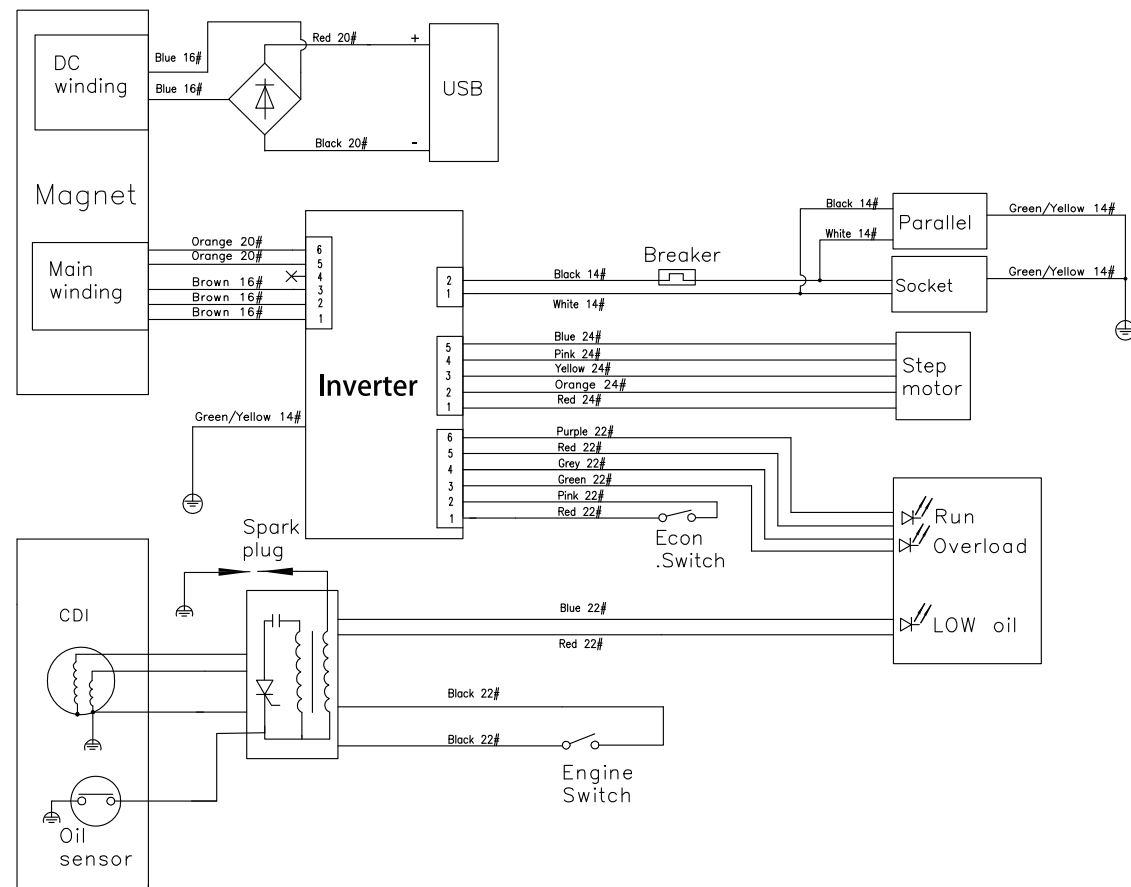 DC
winding
Blue 16#
Blue 16#
Red 20#
+
Black 20#
-
USB
Magnet
Main
winding
Orange 20#
Orange 20#
Brown 16#
Brown 16#
Brown 16#
6
5
4
3
2
1
Inverter
Green/Yellow 14#
2
1
Black 14#
White 14#
Breaker
Black 14#
White 14#
Parallel
Socket
Green/Yellow 14#
Green/Yellow 14#
5
4
3
2
1
Blue 24#
Pink 24#
Yellow 24#
Orange 24#
Red 24#
Step
motor
6
5
4
3
2
1
Purple 22#
Red 22#
Grey 22#
Green 22#
Pink 22#
Red 22#
Econ
.Switch
Run
Overload
LOW oil
Spark
plug
CDI
Blue 22#
Red 22#
Black 22#
Black 22#
Engine
Switch
Oil
sensor